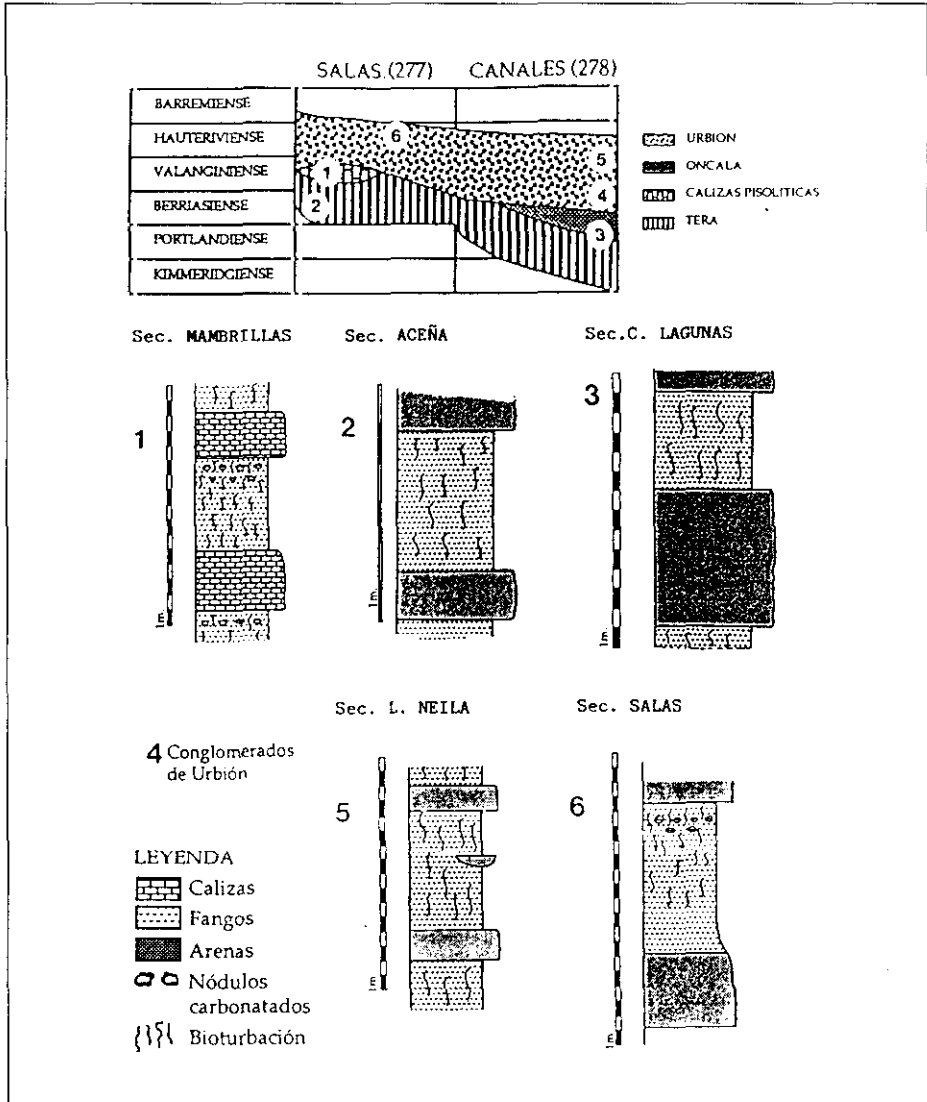 SALAS (277) CANALES (278)
BARREMIENSE
HAUTERIVIENSE
VALANGINIENSE
BERRIASIENSE
PORTLANDIENSE
KIMMERIDGIENSE
6
5
1
4
2
3
URBION
ONCALA
CALIZAS PISOLITICAS
TERA
Sec. MAMBRILLAS
Sec. ACEÑA
Sec.C. LAGUNAS
1
1m.
2
1m.
3
1m.
Sec. L. NEILA
Sec. SALAS
4 Conglomerados
de Urbión
5
1m.
6
1m.
LEYENDA
Calizas
Fangos
Arenas
Nódulos
carbonatados
Bioturbación